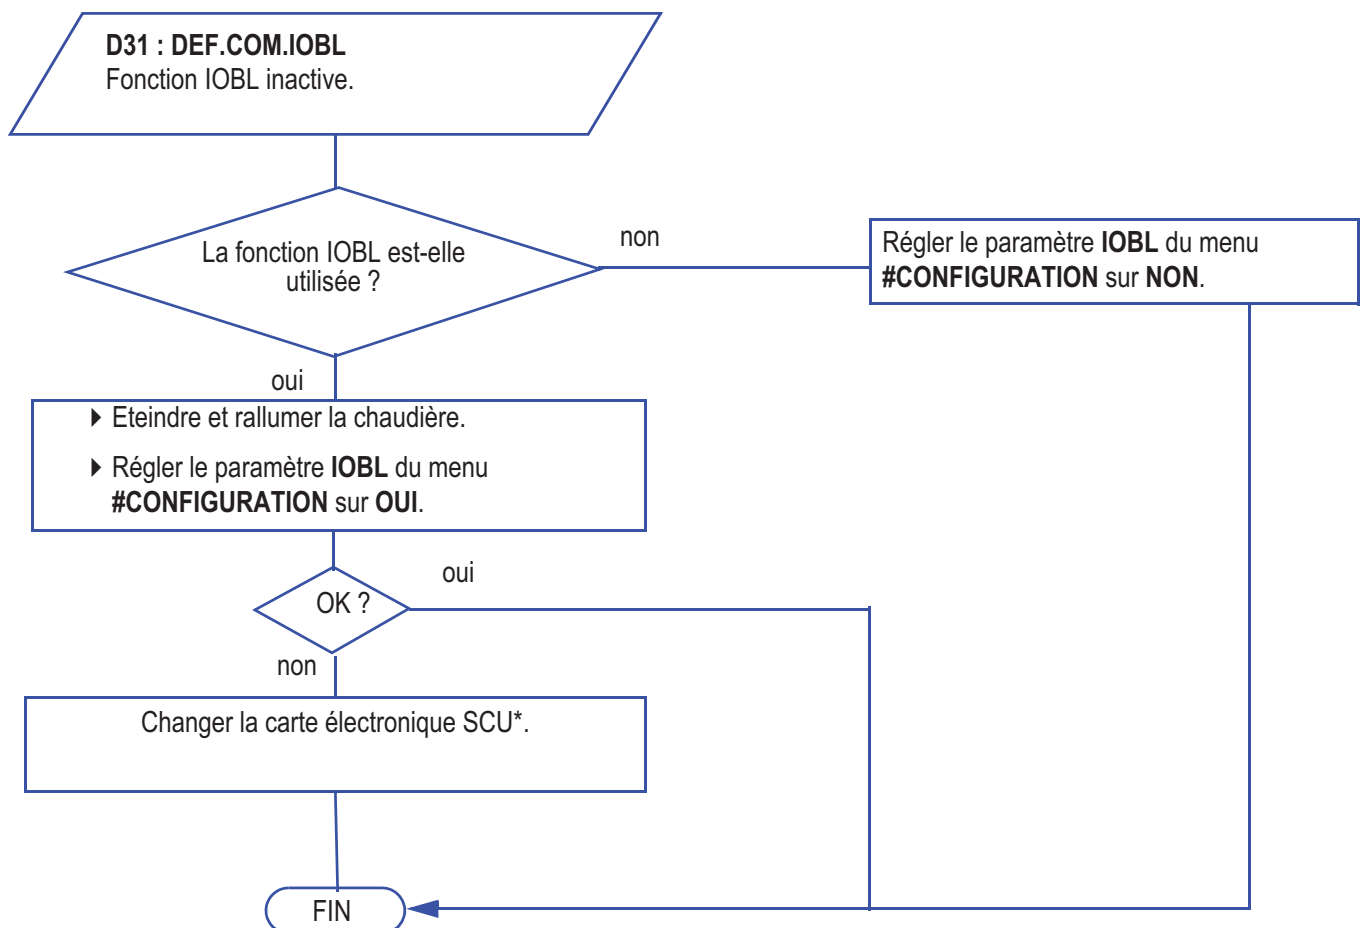 D31 : DEF.COM.IOBL
Fonction IOBL inactive.
La fonction IOBL est-elle
utilisée ?
non
Régler le paramètre IOBL du menu
#CONFIGURATION sur NON.
oui
Eteindre et rallumer la chaudière.
Régler le paramètre IOBL du menu
#CONFIGURATION sur OUI.
OK ?
oui
non
Changer la carte électronique SCU*.
FIN